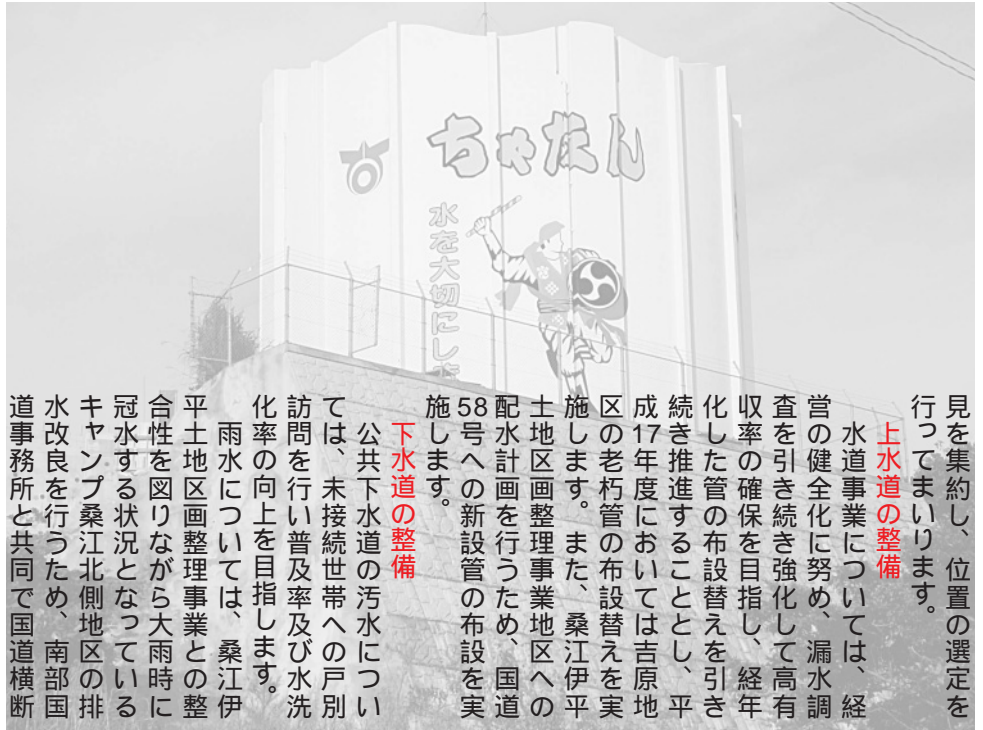 ちゃたん
水を大切にしま
見を集約し、位置の選定を
行ってまいります。
上水道の整備
水道事業については、経
営の健全化に努め、漏水調
査を引き続き強化して高有
収率の確保を目指し、経年
化した管の布設替えを引き
続き推進することとし、平
成17年度においては吉原地
区の老朽管の布設替えを実
施します。また、桑江伊平
土地区画整理事業地区への
配水計画を行うため、国道
58号への新設管の布設を実
施します。
下水道の整備
公共下水道の汚水につい
ては、未接続世帯への戸別
訪問を行い普及率及び水洗
化率の向上を目指します。
雨水については、桑江伊
平土地区画整理事業との整
合性を図りながら大雨時に
冠水する状況となっている
キャンプ桑江北側地区の排
水改良を行うため、南部国
道事務所と共同で国道横断